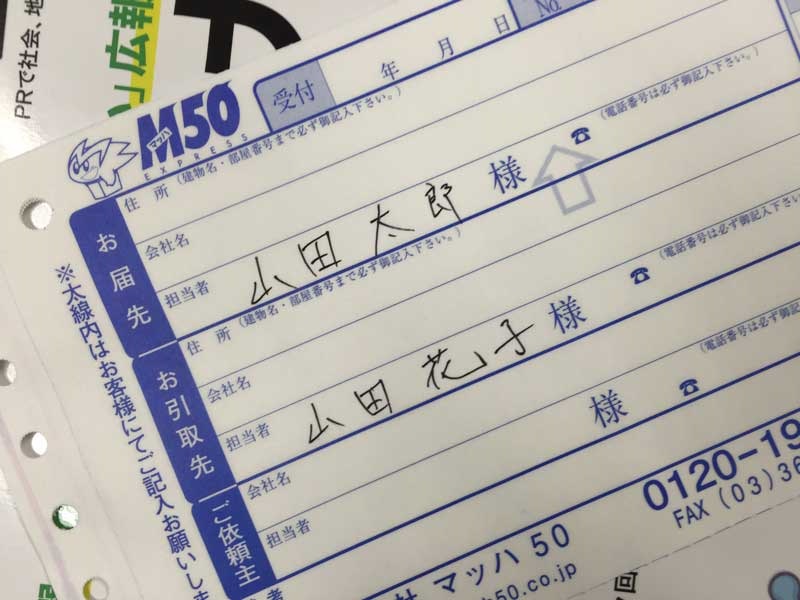 PRで社会、地
」広報
No.
受付 年 月 日
マッハ
M50
EXPRESS
お届先
住 所 (建物名・部屋番号まで必ず御記入下さい。)
(電話番号は必ず御記入下さい。)
会社名
担当者 山田 太郎 様
お引取先
住 所 (建物名・部屋番号まで必ず御記入下さい。)
(電話番号は必ず御記入下さい。)
会社名
担当者 山田 花子 様
ご依頼主
(電話番号は必ず御記
会社名
担当者 様
※太線内はお客様にてご記入お願いしま
社 マッハ 50
0120-19
FAX (03) 36
50.co.jp
回